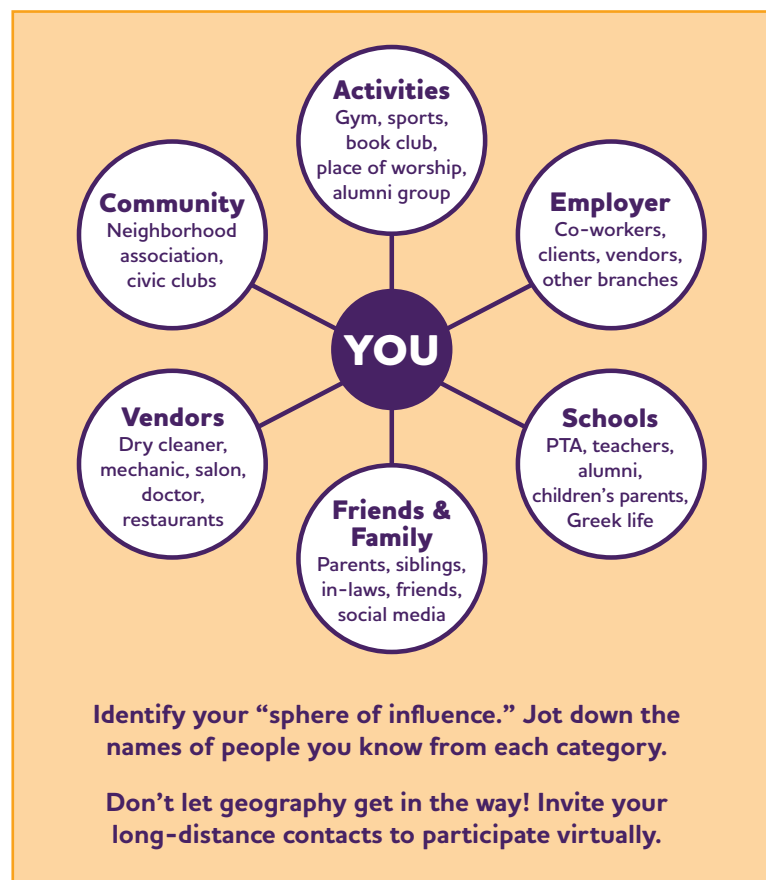 Activities
Gym, sports,
book club,
place of worship,
alumni group
Community
Neighborhood
association,
civic clubs
Employer
Co-workers,
clients, vendors,
other branches
YOU
Vendors
Dry cleaner,
mechanic, salon,
doctor,
restaurants
Schools
PTA, teachers,
alumni,
children’s parents,
Greek life
Friends &
Family
Parents, siblings,
in-laws, friends,
social media
Identify your “sphere of influence.” Jot down the
names of people you know from each category.
Don’t let geography get in the way! Invite your
long-distance contacts to participate virtually.